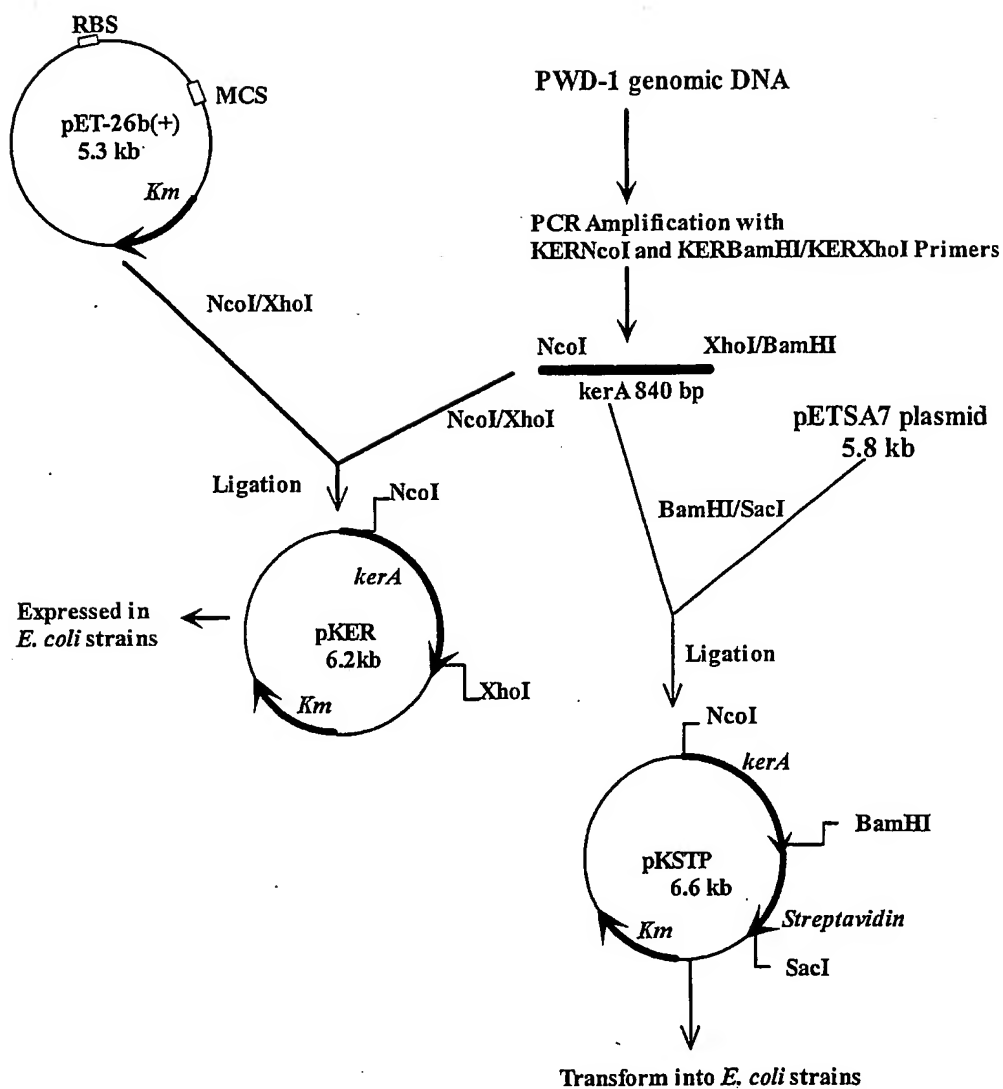 RBS
MCS
pET-26b(+)
5.3 kb
Km
PWD-1 genomic DNA
PCR Amplification with
KERNcoI and KERBamHI/KERXhoI Primers
NcoI/XhoI
NcoI
XhoI/BamHI
kerA 840 bp
NcoI/XhoI
pETSA7 plasmid
5.8 kb
Ligation
NcoI
BamHI/SacI
kerA
Expressed in
E. coli strains
pKER
6.2kb
Km
XhoI
Ligation
NcoI
kerA
BamHI
pKSTP
6.6 kb
Km
Streptavidin
SacI
Transform into E. coli strains